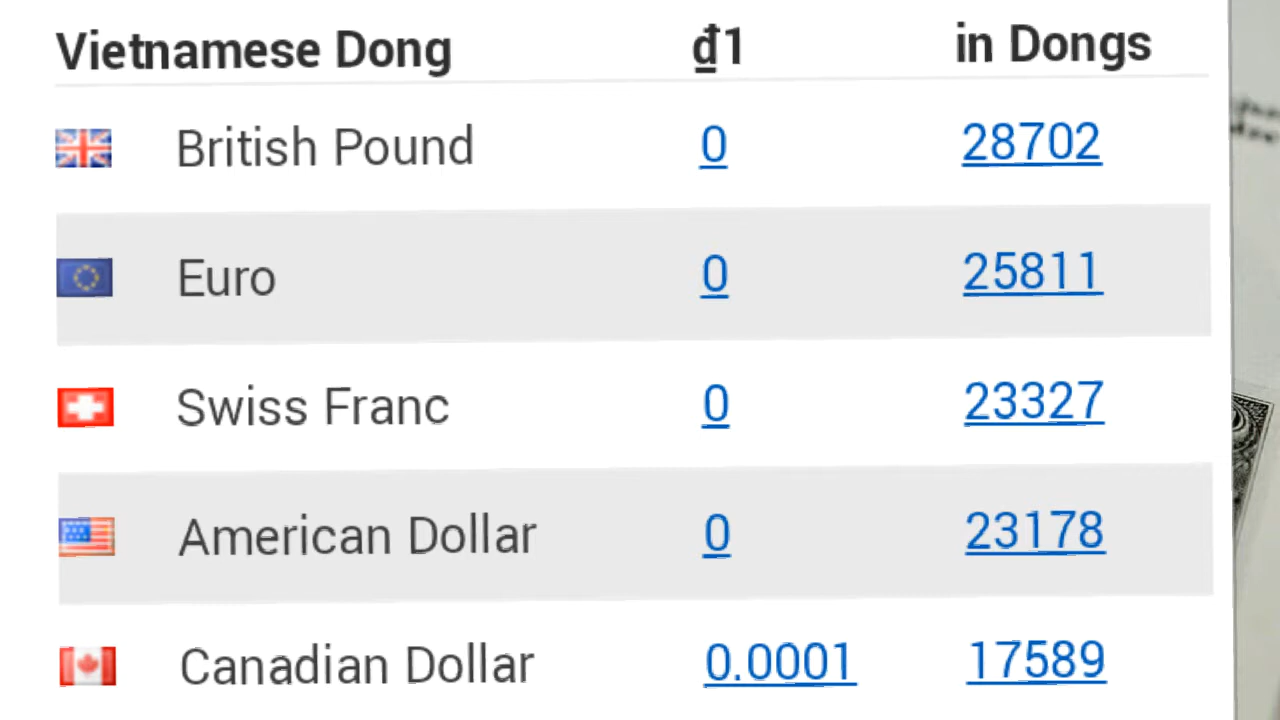 Vietnamese Dong ₫1 in Dongs
British Pound 0 28702
Euro 0 25811
Swiss Franc 0 23327
American Dollar 0 23178
Canadian Dollar 0.0001 17589